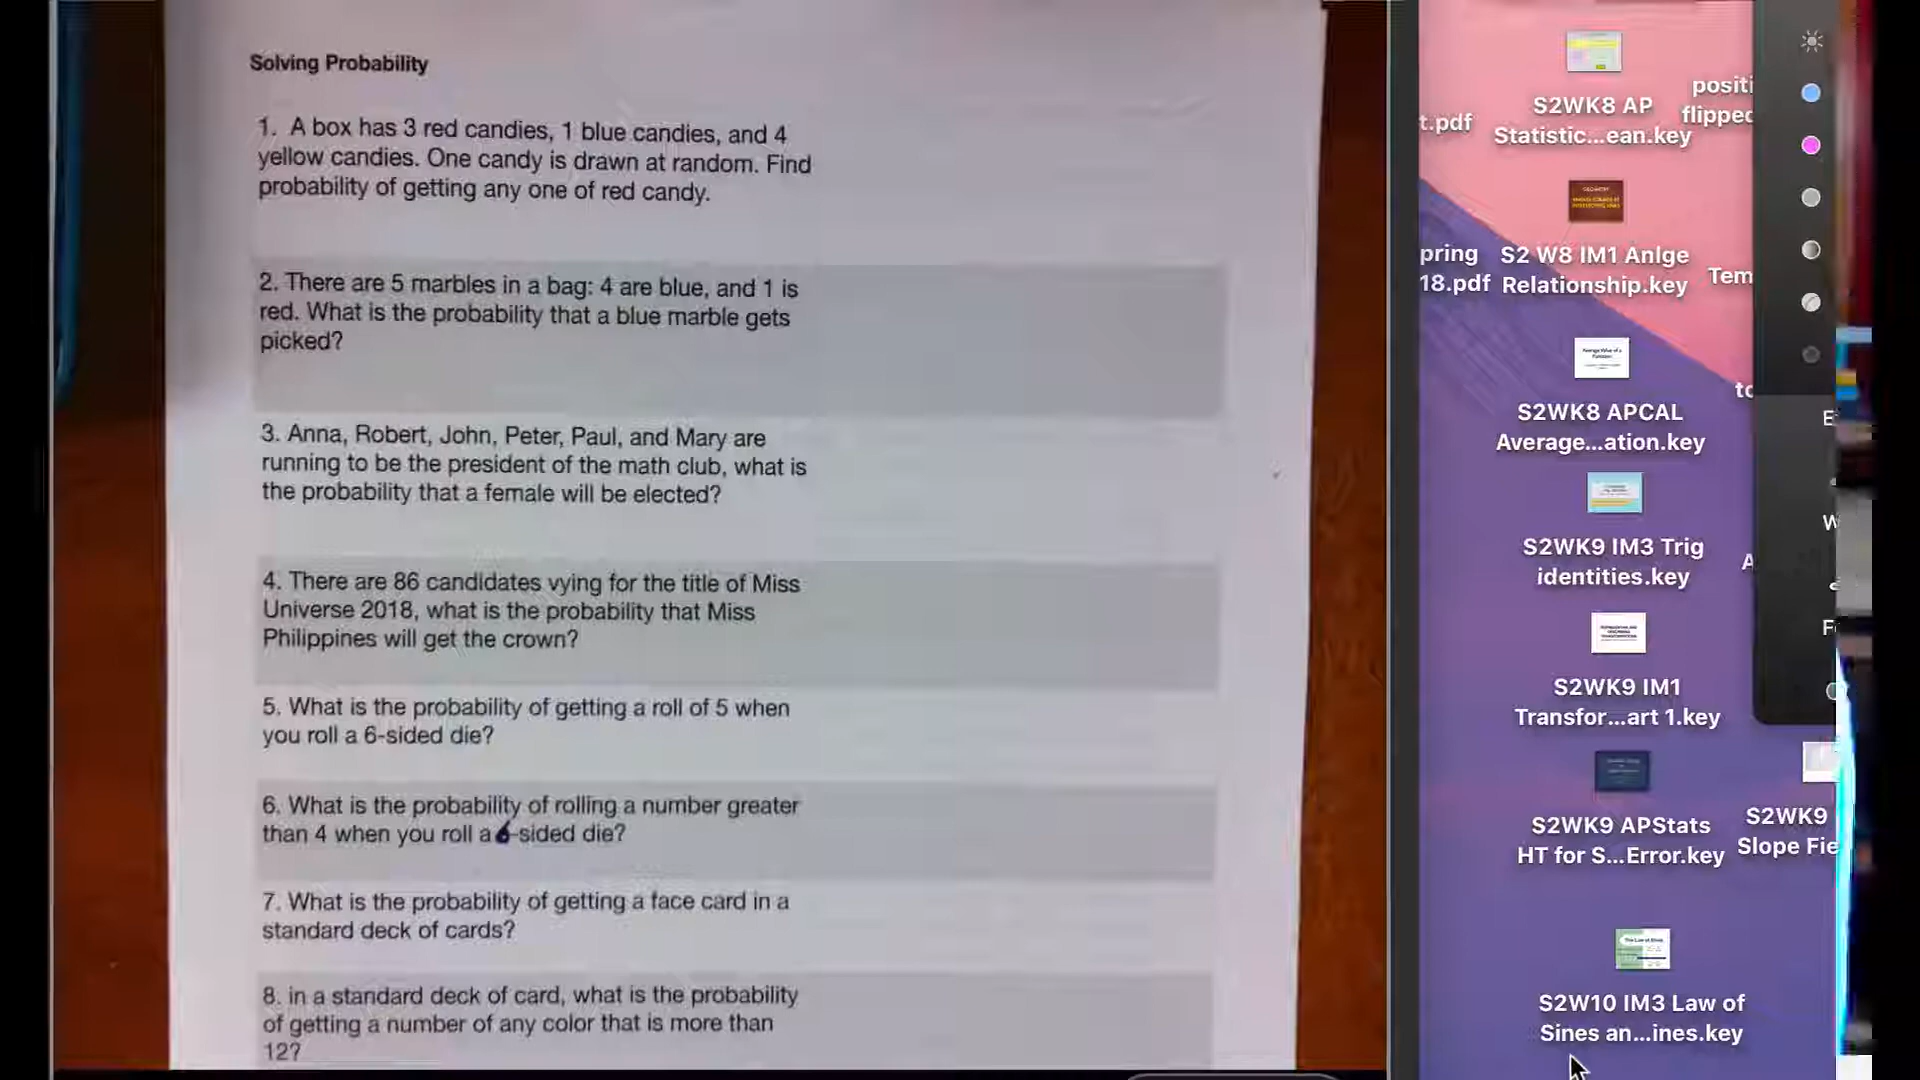 Solving Probability
1. A box has 3 red candies, 1 blue candies, and 4
yellow candies. One candy is drawn at random. Find
probability of getting any one of red candy.
2. There are 5 marbles in a bag: 4 are blue, and 1 is
red. What is the probability that a blue marble gets
picked?
3. Anna, Robert, John, Peter, Paul, and Mary are
running to be the president of the math club, what is
the probability that a female will be elected?
4. There are 86 candidates vying for the title of Miss
Universe 2018, what is the probability that Miss
Philippines will get the crown?
5. What is the probability of getting a roll of 5 when
you roll a 6-sided die?
6. What is the probability of rolling a number greater
than 4 when you roll a 6-sided die?
7. What is the probability of getting a face card in a
standard deck of cards?
8. in a standard deck of card, what is the probability
of getting a number of any color that is more than
12?
t.pdf
S2WK8 AP
Statistic...ean.key
positi
flipped
pring
18.pdf
S2 W8 IM1 Anlge
Relationship.key
Tem
S2WK8 APCAL
Average...ation.key
to
S2WK9 IM3 Trig
identities.key
A
S2WK9 IM1
Transfor...art 1.key
S2WK9 APStats
HT for S...Error.key
S2WK9
Slope Fie
S2W10 IM3 Law of
Sines an...ines.key
E
W
F